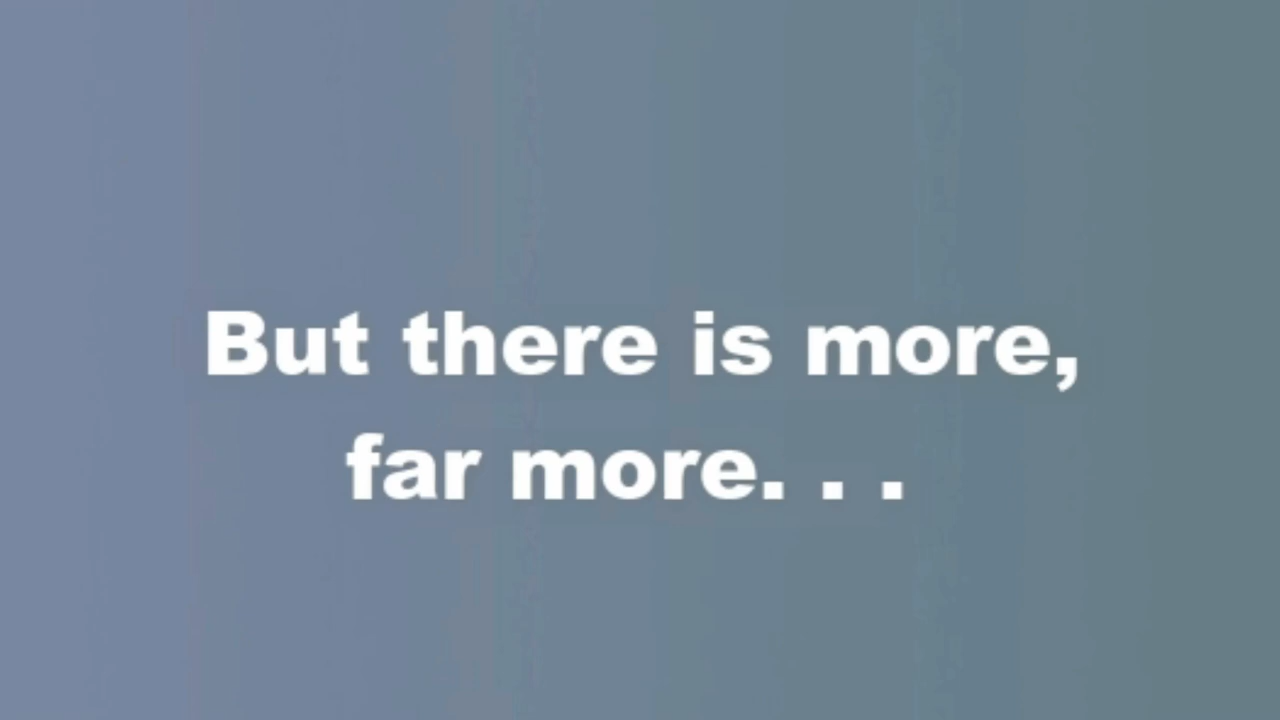 But there is more,
far more. . .